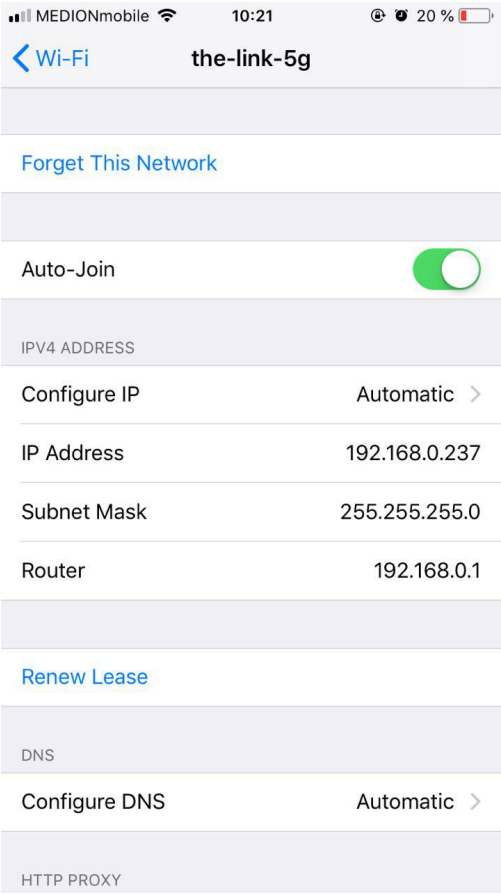 MEDIONmobile 10:21 20 %
Wi-Fi the-link-5g
Forget This Network
Auto-Join
IPV4 ADDRESS
Configure IP Automatic
IP Address 192.168.0.237
Subnet Mask 255.255.255.0
Router 192.168.0.1
Renew Lease
DNS
Configure DNS Automatic
HTTP PROXY